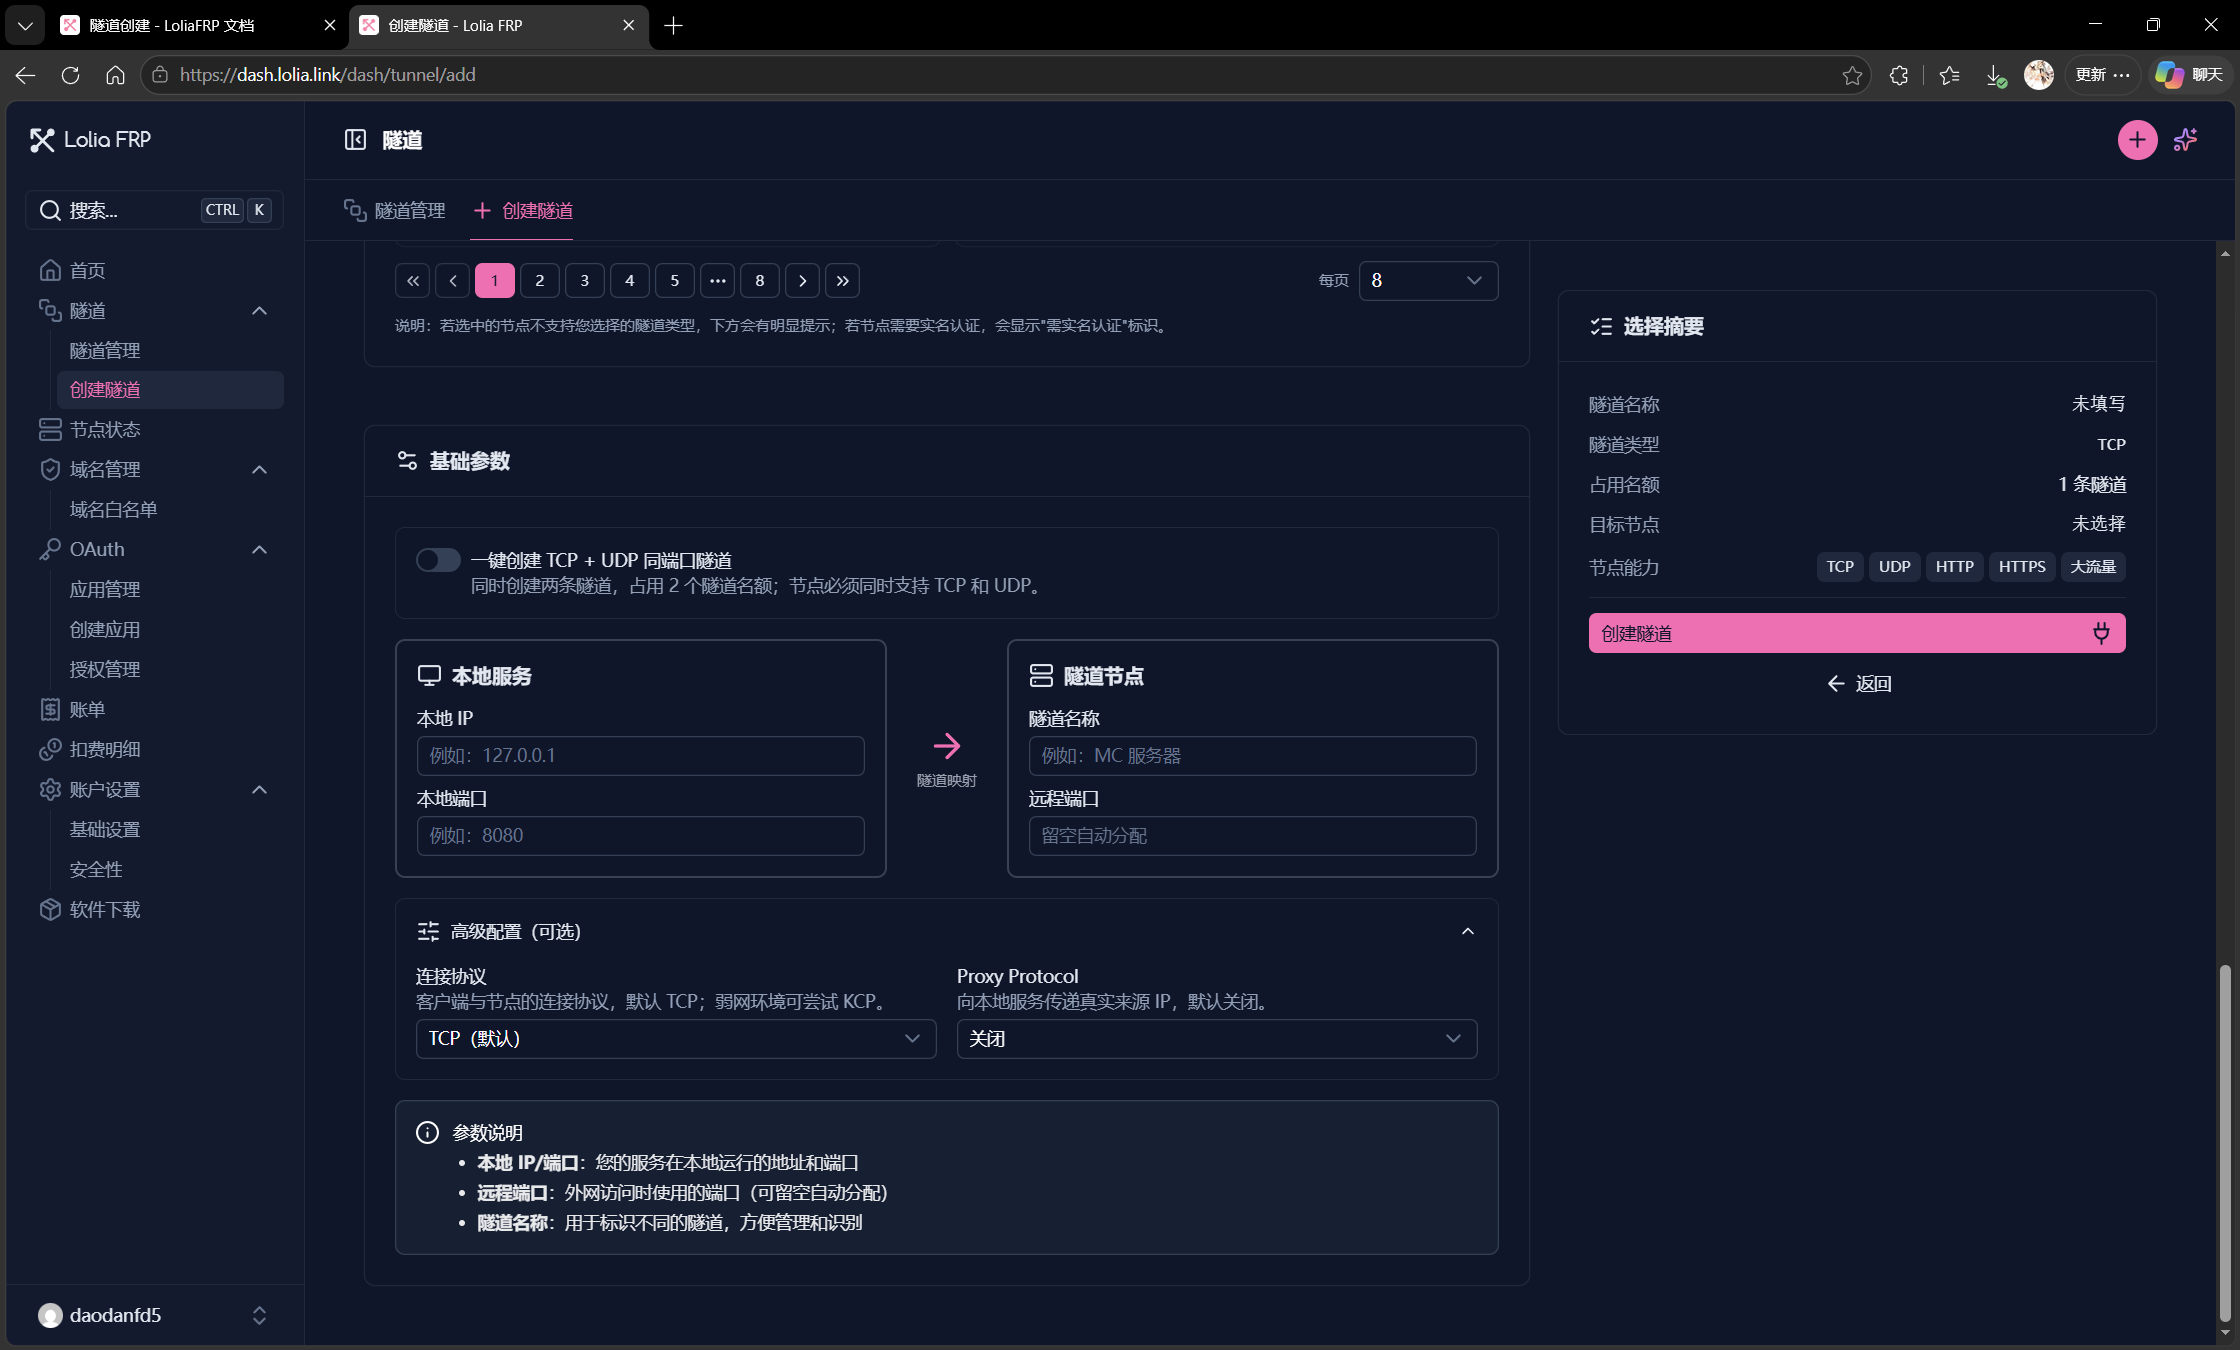 隧道创建 - LoliaFRP 文档
创建隧道 - Lolia FRP
https://dash.lolia.link/dash/tunnel/add
更新
聊天
Lolia FRP
搜索...
CTRL K
首页
隧道
隧道管理
创建隧道
节点状态
域名管理
域名白名单
OAuth
应用管理
创建应用
授权管理
账单
扣费明细
账户设置
基础设置
安全性
软件下载
daodanfd5
隧道
隧道管理
创建隧道
1 2 3 4 5 ... 8
每页 8
说明：若选中的节点不支持您选择的隧道类型，下方会有明显提示；若节点需要实名认证，会显示"需实名认证"标识。
基础参数
一键创建 TCP + UDP 同端口隧道
同时创建两条隧道，占用 2 个隧道名额；节点必须同时支持 TCP 和 UDP。
本地服务
本地 IP
例如：127.0.0.1
本地端口
例如：8080
隧道映射
隧道节点
隧道名称
例如：MC 服务器
远程端口
留空自动分配
高级配置（可选）
连接协议
客户端与节点的连接协议，默认 TCP；弱网环境可尝试 KCP。
TCP（默认）
Proxy Protocol
向本地服务传递真实来源 IP，默认关闭。
关闭
参数说明
• 本地 IP/端口：您的服务在本地运行的地址和端口
• 远程端口：外网访问时使用的端口（可留空自动分配）
• 隧道名称：用于标识不同的隧道，方便管理和识别
选择摘要
隧道名称 未填写
隧道类型 TCP
占用名额 1 条隧道
目标节点 未选择
节点能力 TCP UDP HTTP HTTPS 大流量
创建隧道
返回